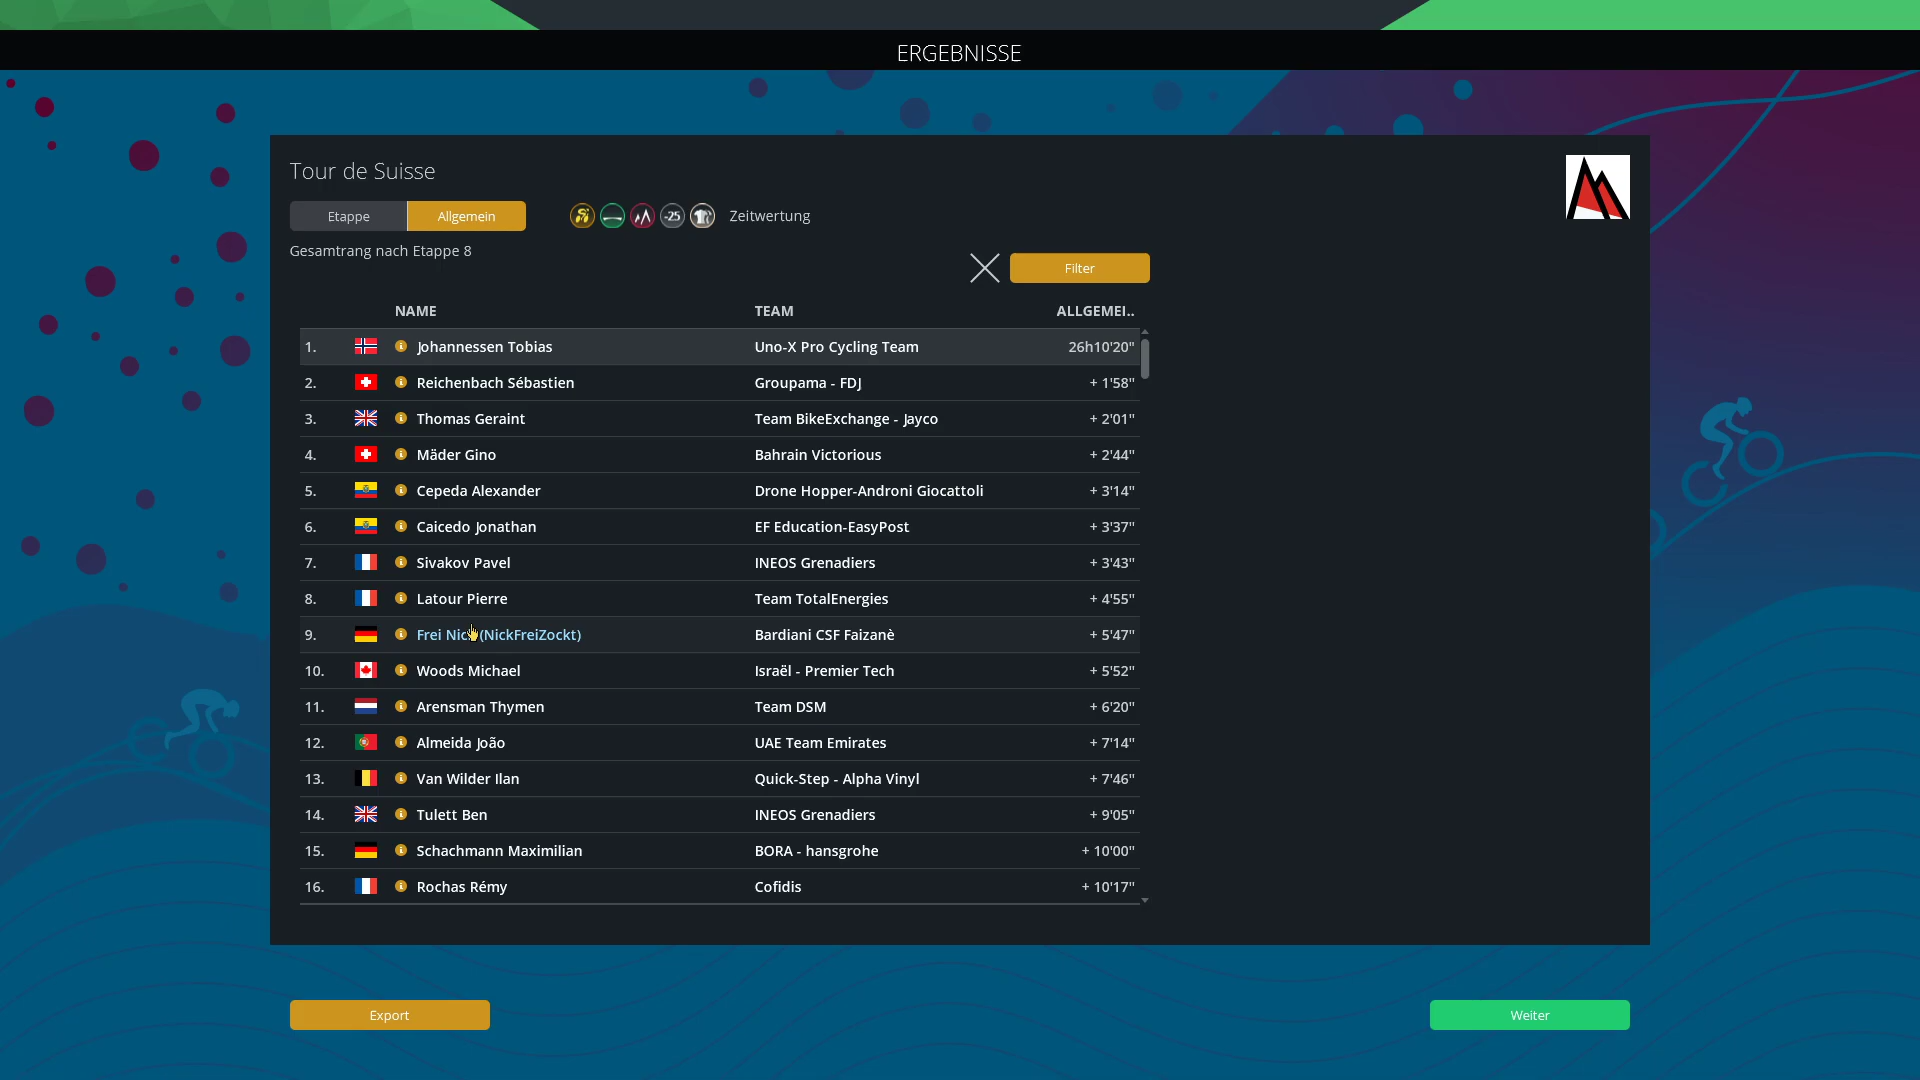 ERGEBNISSE
Tour de Suisse
Etappe Allgemein -25 Zeitwertung
Gesamtrang nach Etappe 8
Filter
NAME TEAM ALLGEMEI..
1. Johannessen Tobias Uno-X Pro Cycling Team 26h10'20"
2. Reichenbach Sébastien Groupama - FDJ + 1'58"
3. Thomas Geraint Team BikeExchange - Jayco + 2'01"
4. Mäder Gino Bahrain Victorious + 2'44"
5. Cepeda Alexander Drone Hopper-Androni Giocattoli + 3'14"
6. Caicedo Jonathan EF Education-EasyPost + 3'37"
7. Sivakov Pavel INEOS Grenadiers + 3'43"
8. Latour Pierre Team TotalEnergies + 4'55"
9. Frei (NickFreiZockt) Bardiani CSF Faizanè + 5'47"
10. Woods Michael Israël - Premier Tech + 5'52"
11. Arensman Thymen Team DSM + 6'20"
12. Almeida João UAE Team Emirates + 7'14"
13. Van Wilder Ilan Quick-Step - Alpha Vinyl + 7'46"
14. Tulett Ben INEOS Grenadiers + 9'05"
15. Schachmann Maximilian BORA - hansgrohe + 10'00"
16. Rochas Rémy Cofidis + 10'17"
Export Weiter